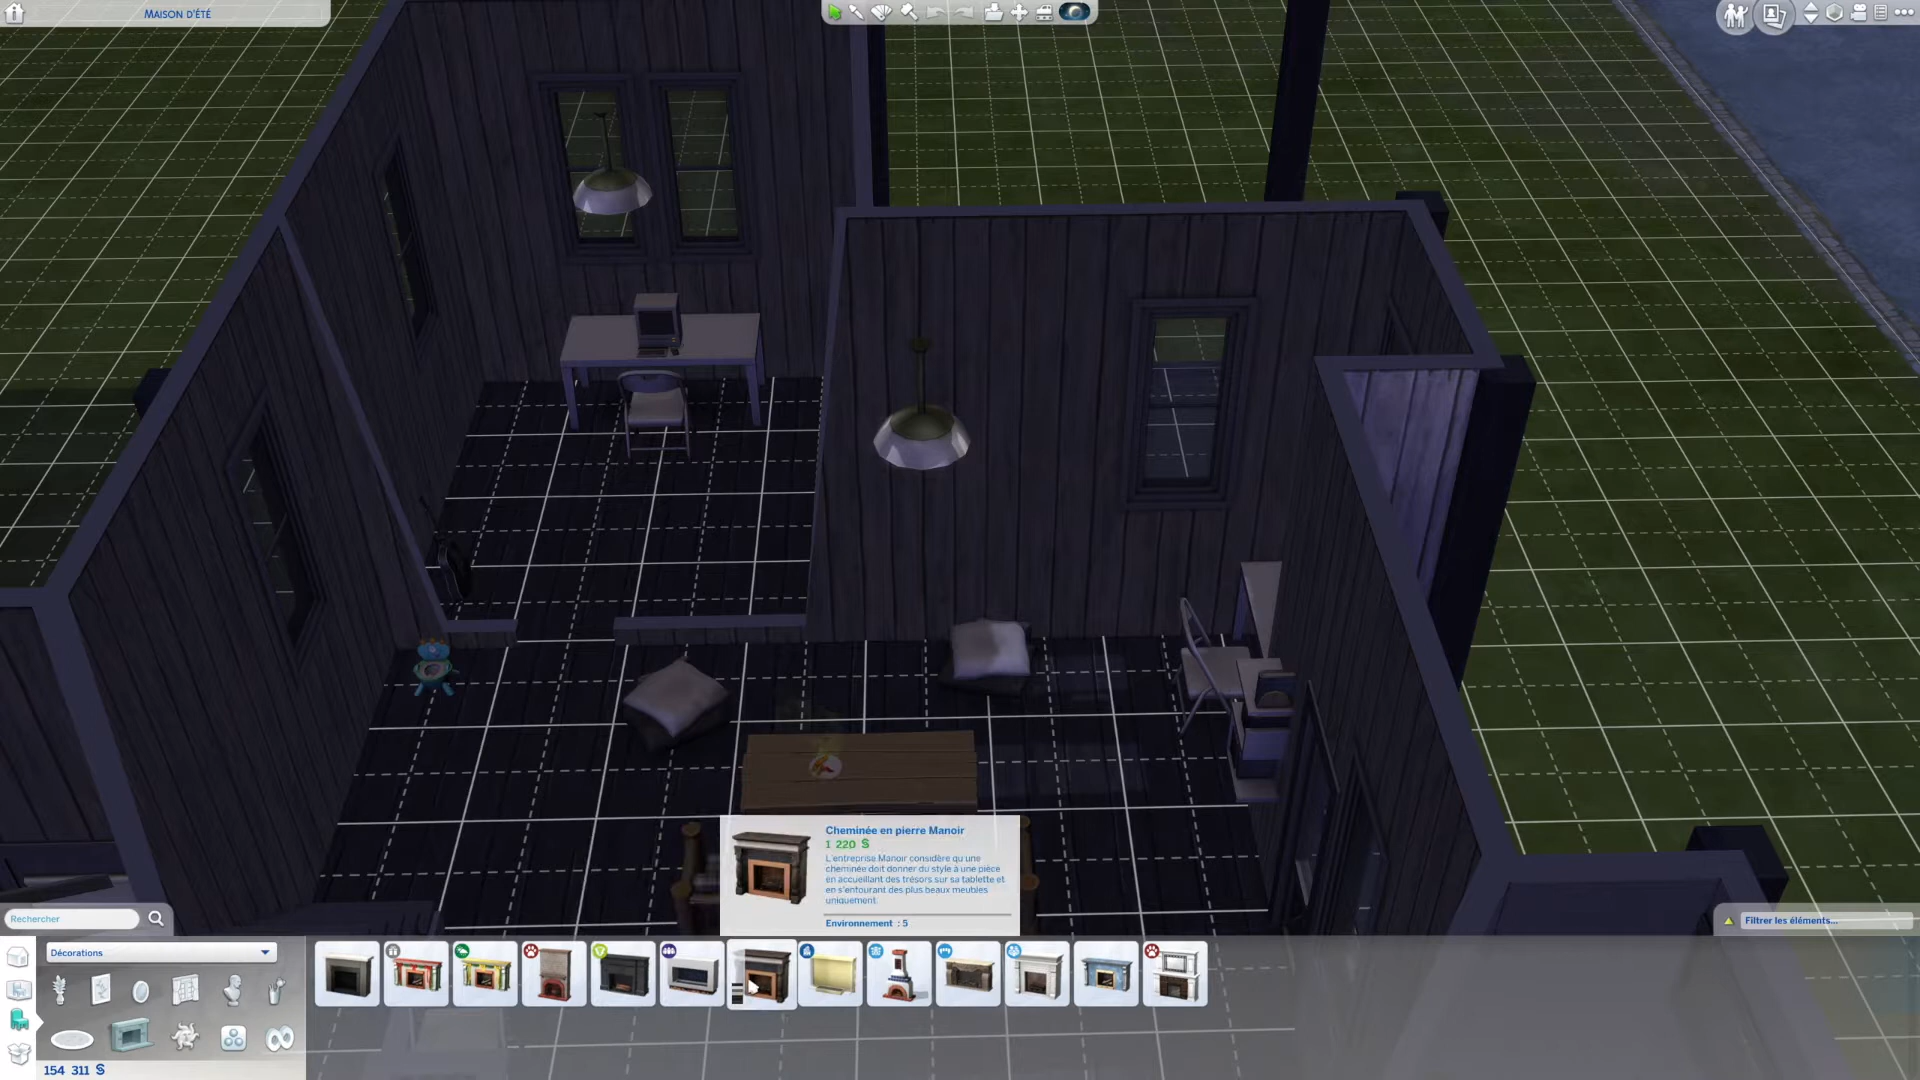 Maison d'été
Cheminée en pierre Manoir
1 220 $
L'entreprise Manoir considère qu une
cheminée doit donner du style à une pièce
en accueillant des trésors sur sa tablette et
en s'entourant des plus beaux meubles
uniquement.
Environnement : 5
Rechercher
Filtrer les éléments...
Décorations
154 311 $